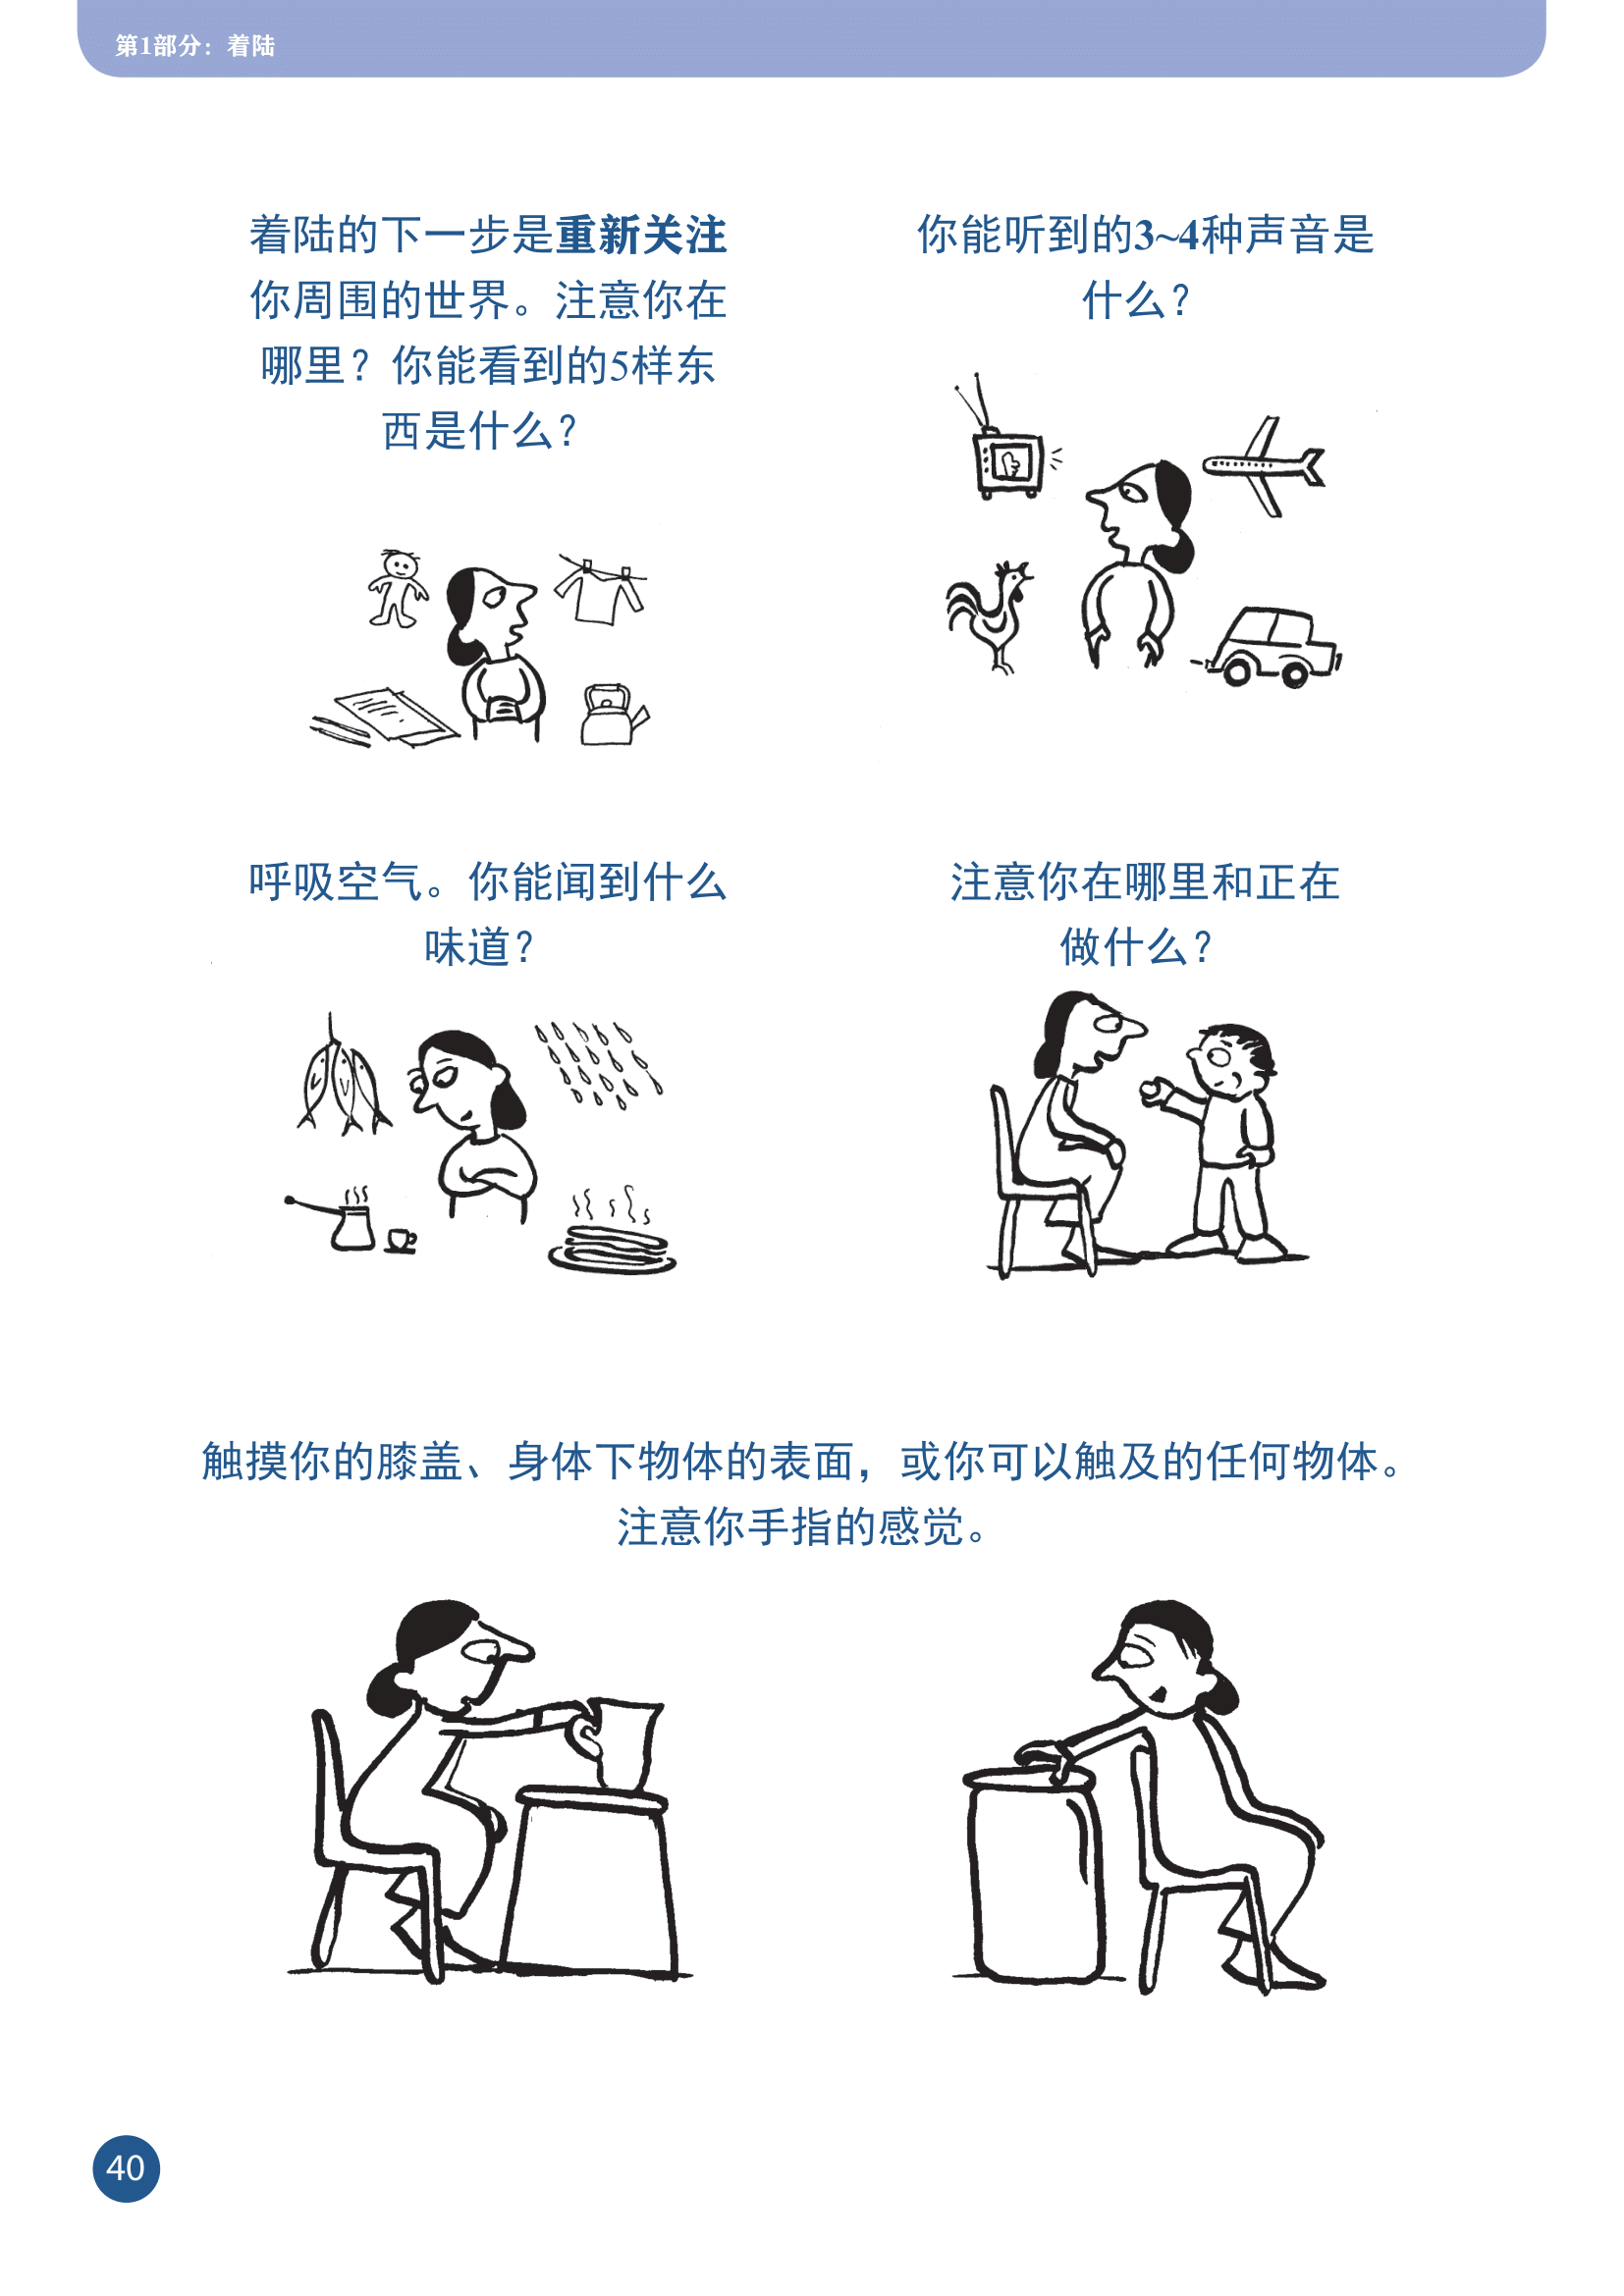 第1部分：着陆
着陆的下一步是重新关注
你周围的世界。注意你在
哪里？你能看到的5样东
西是什么？
你能听到的3~4种声音是
什么？
呼吸空气。你能闻到什么
味道？
注意你在哪里和正在
做什么？
触摸你的膝盖、身体下物体的表面，或你可以触及的任何物体。
注意你手指的感觉。
40